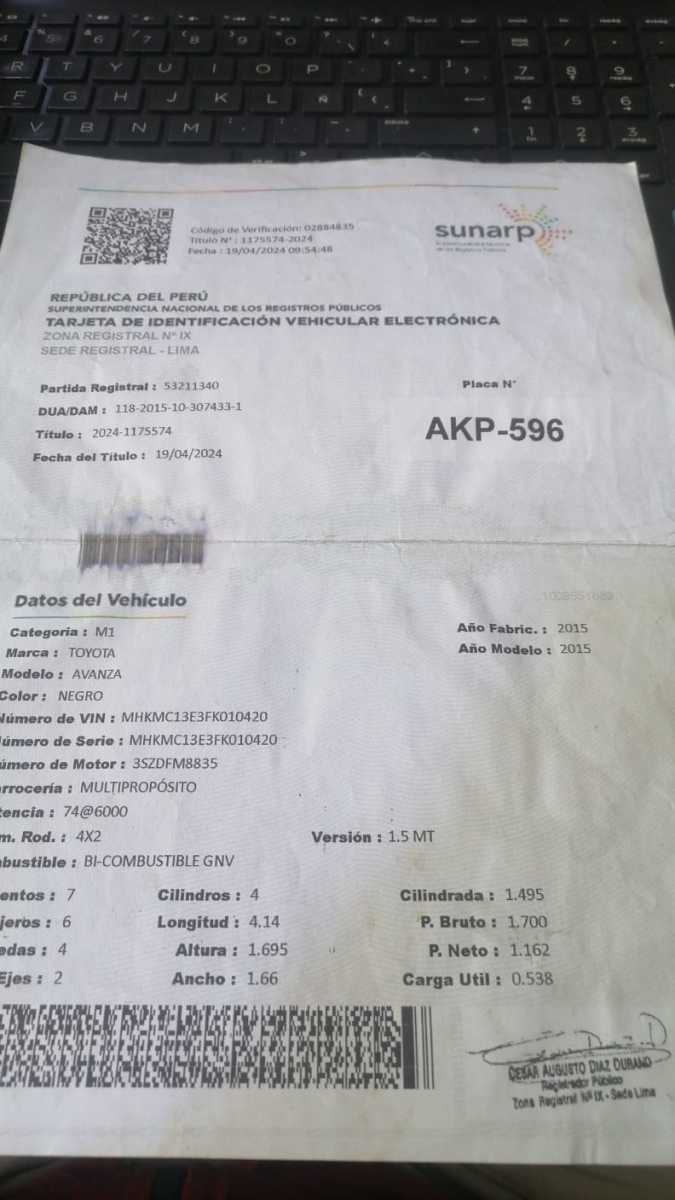 Código de Verificación: 02884835
Titulo N° : 1175574-2024
Fecha : 19/04/2024 09:54:48
sunarp
REPÚBLICA DEL PERÚ
SUPERINTENDENCIA NACIONAL DE LOS REGISTROS PÚBLICOS
TARJETA DE IDENTIFICACIÓN VEHICULAR ELECTRÓNICA
ZONA REGISTRAL N° IX
SEDE REGISTRAL - LIMA
Partida Registral : 53211340
DUA/DAM : 118-2015-10-307433-1
Título : 2024-1175574
Fecha del Título : 19/04/2024
Placa N°
AKP-596
Datos del Vehículo
Categoria : M1
Marca : TOYOTA
Modelo : AVANZA
Color : NEGRO
Número de VIN : MHKMC13E3FK010420
úmero de Serie : MHKMC13E3FK010420
úmero de Motor : 3SZDFM8835
rrocería : MULTIPROPÓSITO
tencia : 74@6000
m. Rod. : 4X2
Versión : 1.5 MT
bustible : BI-COMBUSTIBLE GNV
Año Fabric. : 2015
Año Modelo : 2015
entos : 7 Cilindros : 4 Cilindrada : 1.495
jeros : 6 Longitud : 4.14 P. Bruto : 1.700
edas : 4 Altura : 1.695 P. Neto : 1.162
Ejes : 2 Ancho : 1.66 Carga Util : 0.538
CESAR AUGUSTO DIAZ DURAND
Registrador Público
Zona Registral N° IX - Sede Lima